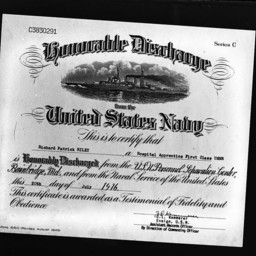 C3830291
Series C
Honorable Discharge
from the
United States Navy
This is to certify that
Richard Patrick RILEY
a Hospital Apprentice First Class USNR
is Honorably Discharged from the U.S. Personnel Separation Center,
Bainbridge, Md. and from the Naval Service of the United States
this day of 1946
This certificate is awarded as a Testimonial of Fidelity and
Obedience
Ensign, U.S.N.
By direction of Commanding Officer